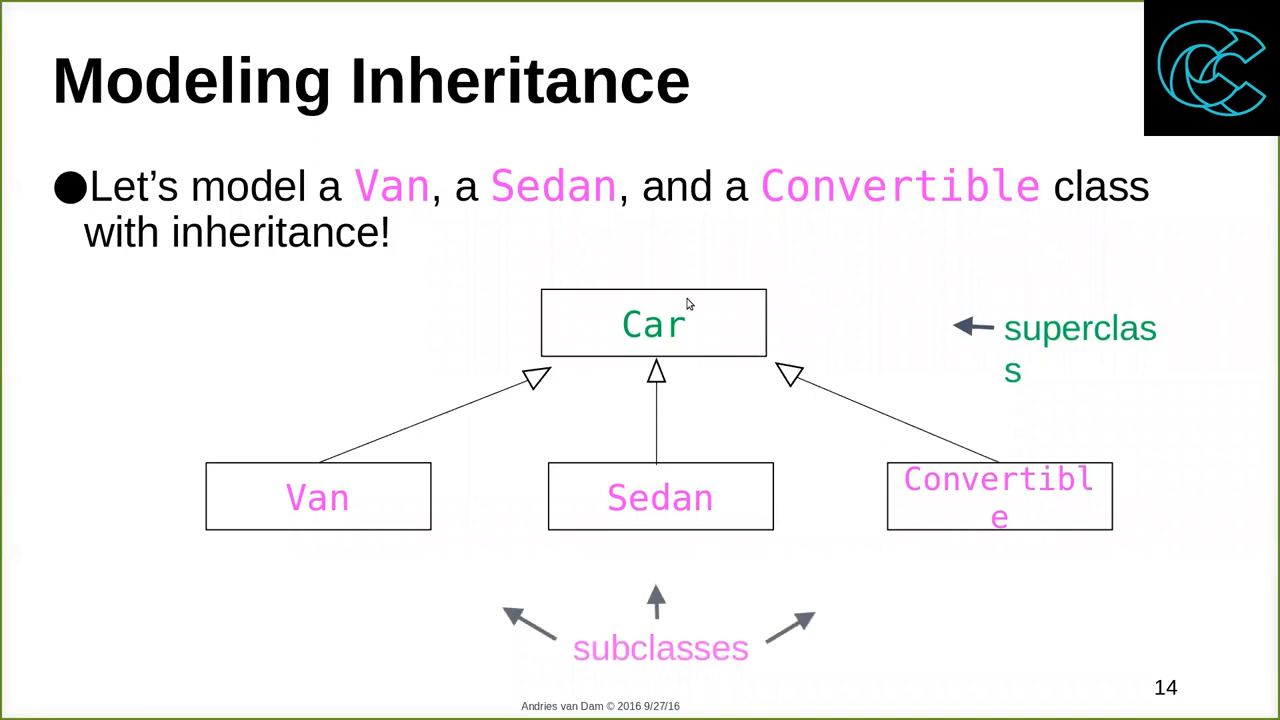 Modeling Inheritance
●Let’s model a Van, a Sedan, and a Convertible class
with inheritance!
Car
superclas
s
Van
Sedan
Convertibl
e
subclasses
14
Andries van Dam © 2016 9/27/16